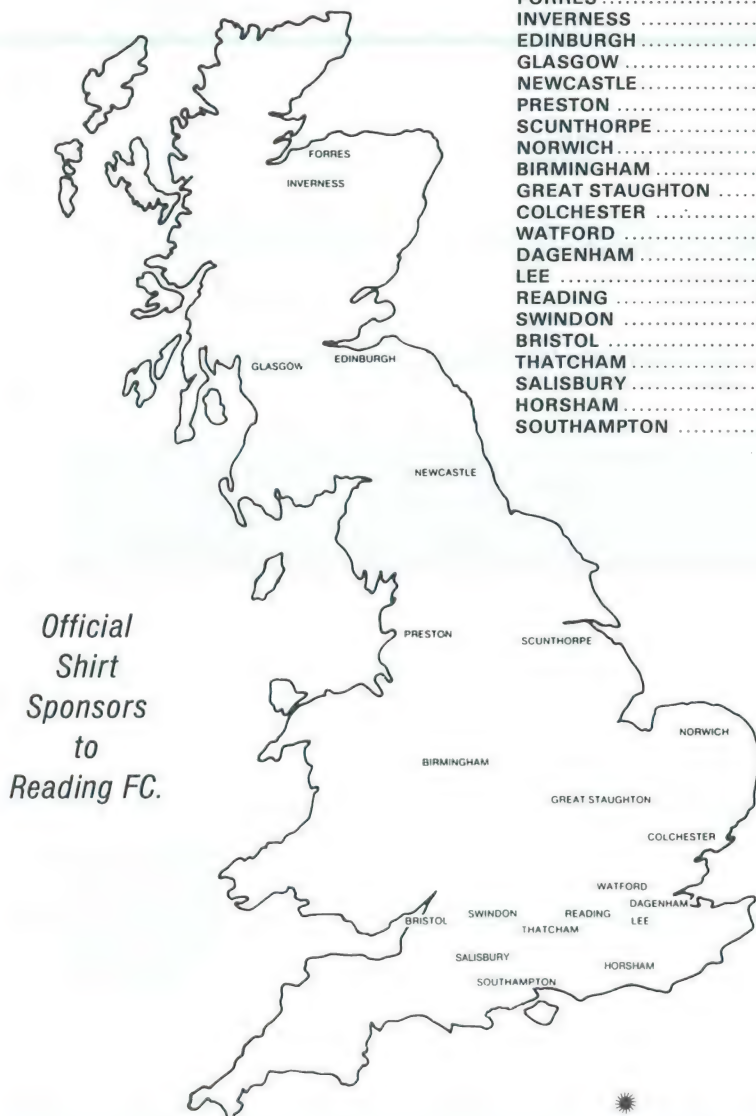 FORRES ....................
INVERNESS ....................
EDINBURGH ....................
GLASGOW ....................
NEWCASTLE ....................
PRESTON ....................
SCUNTHORPE ....................
NORWICH ....................
BIRMINGHAM ....................
GREAT STAUGHTON .....
COLCHESTER ....................
WATFORD ....................
DAGENHAM ....................
LEE ....................
READING ....................
SWINDON ....................
BRISTOL ....................
THATCHAM ....................
SALISBURY ....................
HORSHAM ....................
SOUTHAMPTON ...........
FORRES
INVERNESS
GLASGOW
EDINBURGH
NEWCASTLE
PRESTON
SCUNTHORPE
Official
Shirt
Sponsors
to
Reading FC.
NORWICH
BIRMINGHAM
GREAT STAUGHTON
COLCHESTER
WATFORD
DAGENHAM
BRISTOL
SWINDON
READING
LEE
THATCHAM
SALISBURY
HORSHAM
SOUTHAMPTON